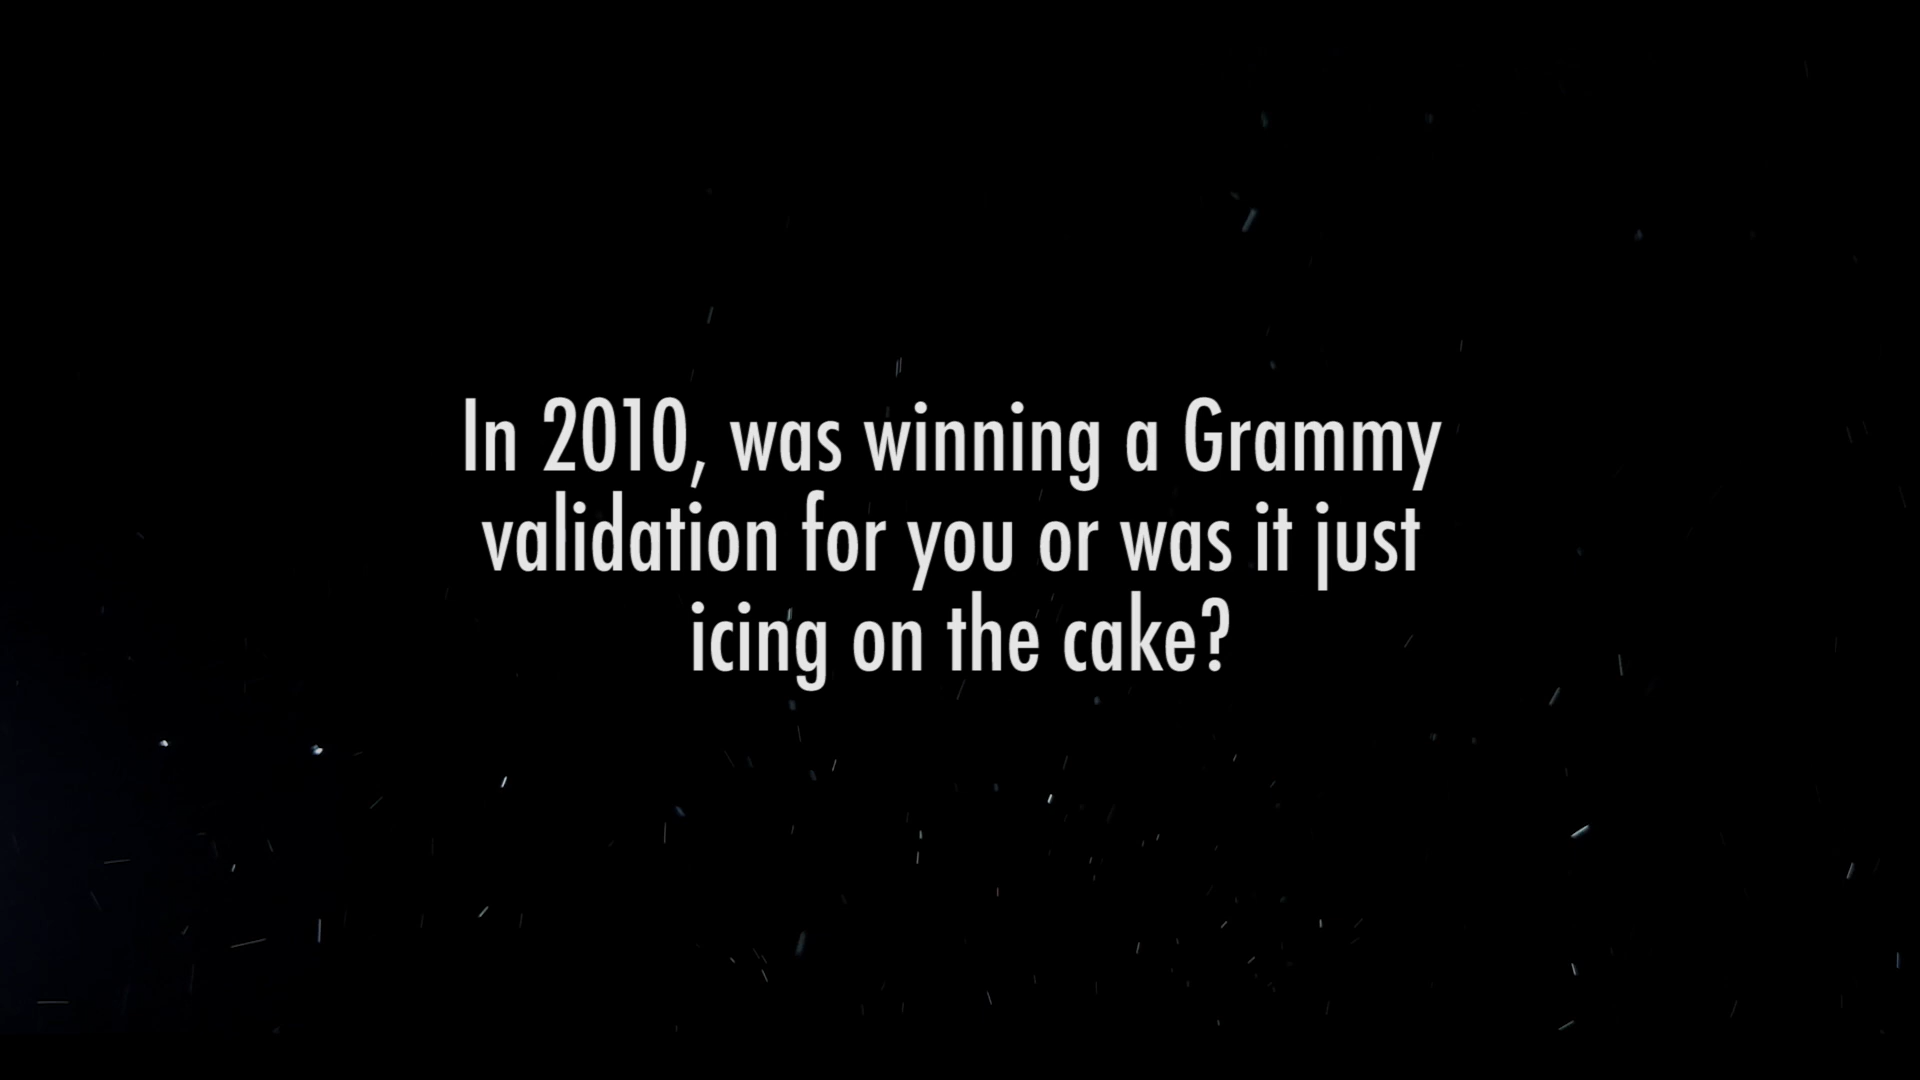 In 2010, was winning a Grammy
validation for you or was it just
icing on the cake?